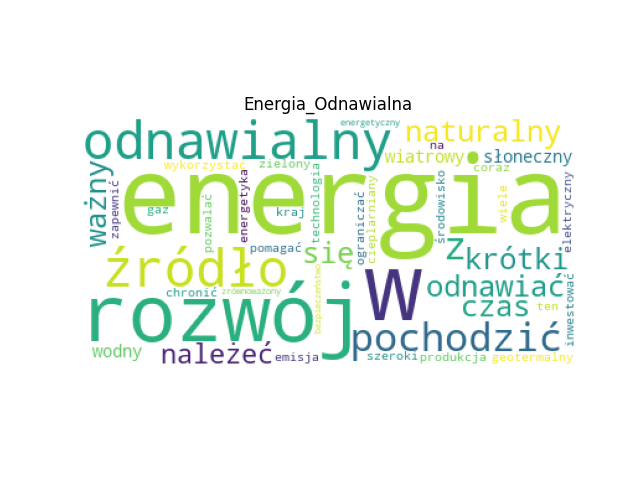 Energia_Odnawialna
odnawialny
energetyczny
naturalny
na
wiatrowy
słoneczny
ważny
zapewnić
wykorzystać
zielony
coraz
energia
.
gaz
pozwalać
energetyka
kraj
technologia
ograniczać
cieplarniany
środowisko
wiele
elektryczny
źródło
pomagać
się
z
krótki
w
odnawiać
rozwój
chronić
zrównoważony
bezpieczeństwo
czas
ten
inwestować
pochodzić
wodny
należeć
emisja
szeroki
produkcja
geotermalny